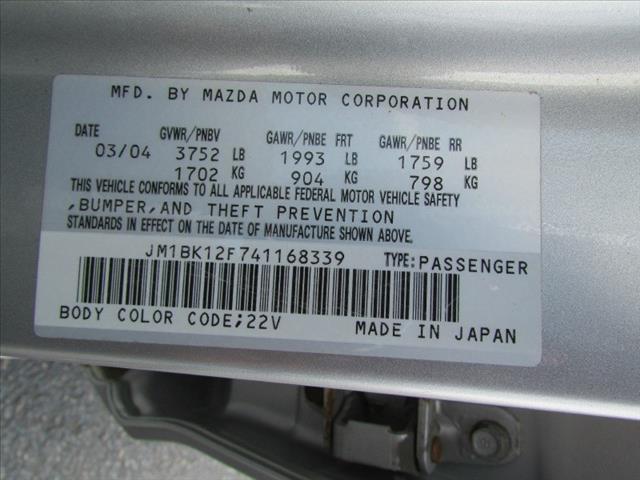 MFD. BY MAZDA MOTOR CORPORATION
DATE GVWR/PNBV GAWR/PNBE FRT GAWR/PNBE RR
03/04 3752 LB 1993 LB 1759 LB
1702 KG 904 KG 798 KG
THIS VEHICLE CONFORMS TO ALL APPLICABLE FEDERAL MOTOR VEHICLE SAFETY
,BUMPER,AND THEFT PREVENTION
STANDARDS IN EFFECT ON THE DATE OF MANUFACTURE SHOWN ABOVE.
JM1BK12F741168339 TYPE:PASSENGER
BODY COLOR CODE;22V MADE IN JAPAN